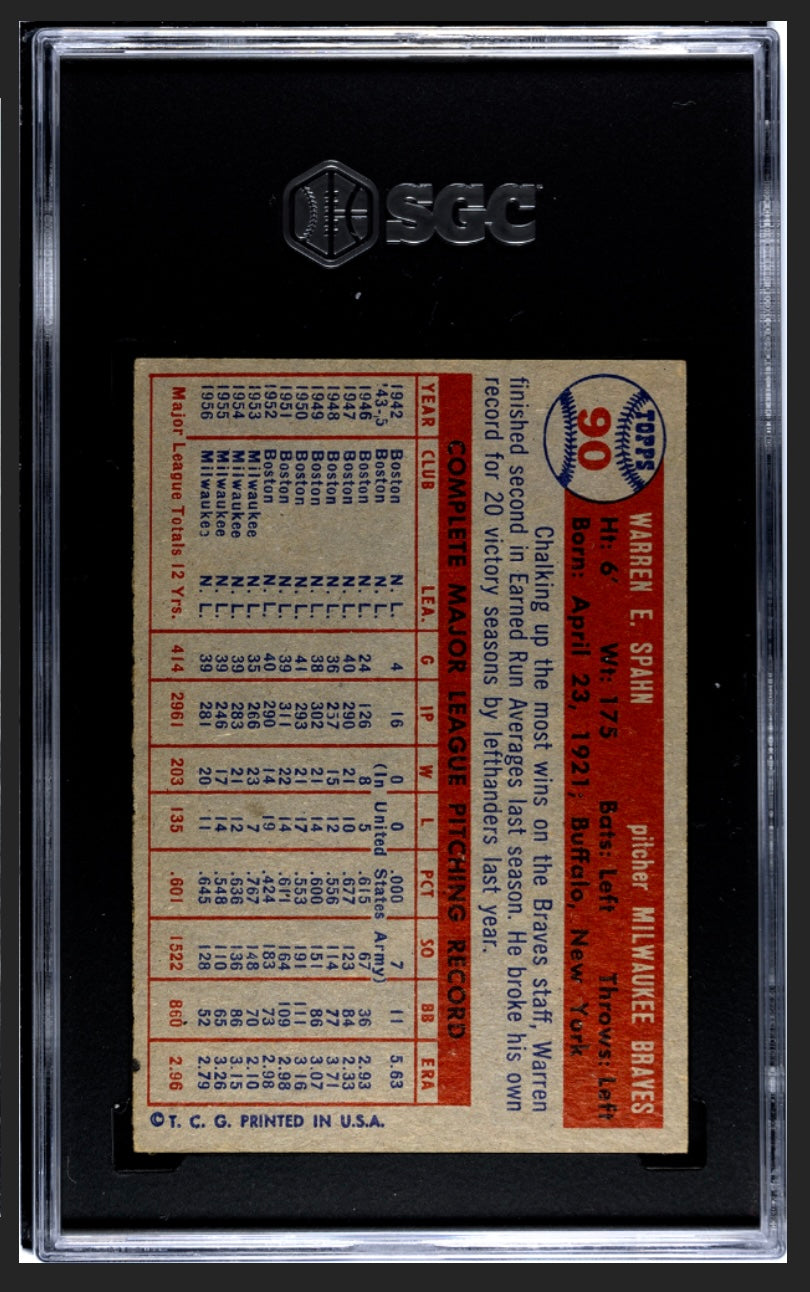 SGC
TOPPS
90
WARREN E. SPAHN pitcher MILWAUKEE BRAVES
Ht: 6' Wt: 175 Bats: Left Throws: Left
Born: April 23, 1921, Buffalo, New York
Chalking up the most wins on the Braves staff, Warren
finished second in Earned Run Averages last season. He broke his own
record for 20 victory seasons by lefthanders last year.
COMPLETE MAJOR LEAGUE PITCHING RECORD
YEAR CLUB LEA. G IP W L PCT SO BB ERA
1942 Boston N. L. 4 16 0 0 .000 7 11 5.63
'43-,5 Boston N. L. (In United States Army)
1946 Boston N. L. 24 126 8 5 .615 67 36 2.93
1947 Boston N. L. 40 290 21 10 .677 123 84 2.33
1948 Boston N. L. 36 257 15 12 .556 114 77 3.71
1949 Boston N. L. 38 302 21 14 .600 151 86 3.07
1950 Boston N. L. 41 293 21 17 .553 191 111 3.16
1951 Boston N. L. 39 311 22 14 .611 164 109 2.98
1952 Boston N. L. 40 290 14 19 .424 183 73 2.98
1953 Milwaukee N. L. 35 266 23 7 .767 148 70 2.10
1954 Milwaukee N. L. 39 283 21 12 .636 136 86 3.15
1955 Milwaukee N. L. 39 246 17 14 .548 110 65 3.26
1956 Milwaukee N. L. 39 281 20 11 .645 128 52 2.79
Major League Totals 12 Yrs. 414 2961 203 135 .601 1522 860 2.96
© T. C. G. PRINTED IN U.S.A.